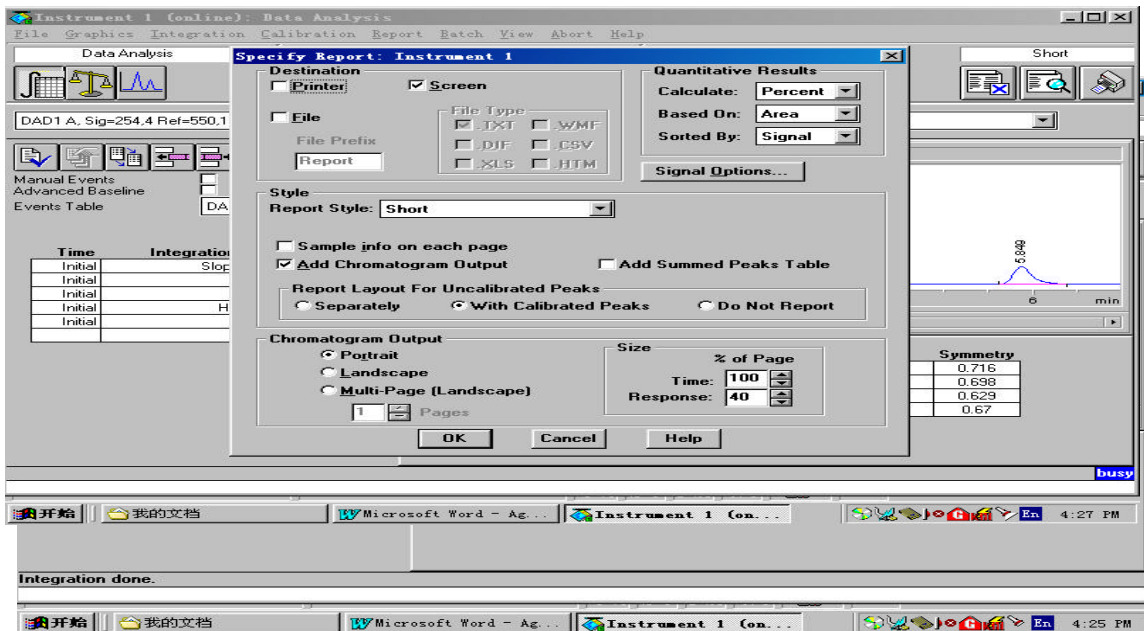 Instrument 1 (online): Data Analysis
File Graphics Integration Calibration Report Batch View Abort Help
Data Analysis
Short
DAD1 A, Sig=254,4 Ref=550,1
Manual Events
Advanced Baseline
Events Table DA
Time Integration
Initial Slop
Initial
Initial
Initial H
Initial
5.849
6 min
Symmetry
0.716
0.698
0.629
0.67
Specify Report: Instrument 1
Destination
Printer Screen
File
File Prefix
Report
File Type
.TXT .WMF
.DIF .CSV
.XLS .HTM
Quantitative Results
Calculate: Percent
Based On: Area
Sorted By: Signal
Signal Options...
Style
Report Style: Short
Sample info on each page
Add Chromatogram Output Add Summed Peaks Table
Report Layout For Uncalibrated Peaks
Separately With Calibrated Peaks Do Not Report
Chromatogram Output
Portrait
Landscape
Multi-Page (Landscape)
1 Pages
Size
% of Page
Time: 100
Response: 40
OK Cancel Help
busy
开始 我的文档 Microsoft Word - Ag... Instrument 1 (on... En 4:27 PM
Integration done.
开始 我的文档 Microsoft Word - Ag... Instrument 1 (on... En 4:25 PM